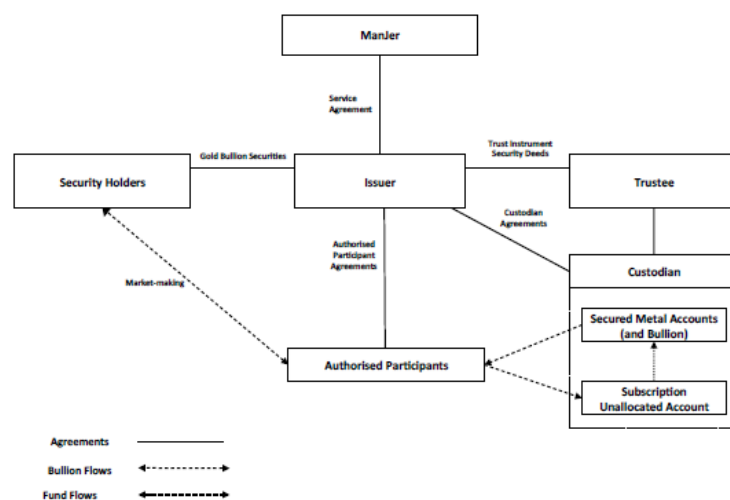 ManJer
Service
Agreement
Gold Bullion Securities
Trust Instrument
Security Deeds
Security Holders
Issuer
Trustee
Custodian
Agreements
Authorised
Participant
Agreements
Custodian
Market-making
Secured Metal Accounts
(and Bullion)
Authorised Participants
Subscription
Unallocated Account
Agreements
Bullion Flows
Fund Flows